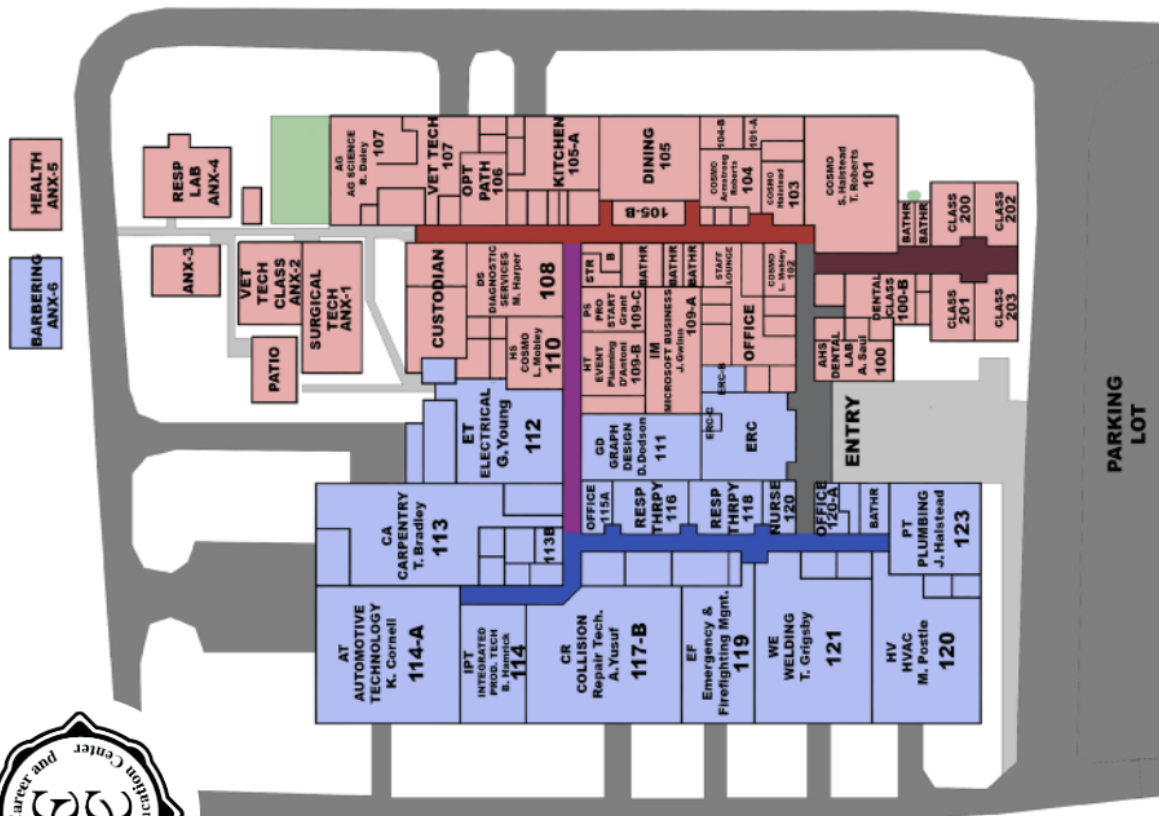 HEALTH
ANX-5
BARBERING
ANX-6
RESP
LAB
ANX-4
ANX-3
VET
TECH
CLASS
ANX-2
SURGICAL
TECH
ANX-1
PATIO
AG
AG SCIENCE
R. Daley
107
VET TECH
107
OPT
PATH
106
KITCHEN
105-A
DINING
105
105-B
104-B
101-A
COSMO
Armstrong
Roberts
104
COSMO
Halstead
103
COSMO
S. Halstead
T. Roberts
101
BATHR
BATHR
CLASS
200
CLASS
202
CLASS
201
CLASS
203
DENTAL
CLASS
100-B
AHS
DENTAL
LAB
A. Saul
100
CUSTODIAN
DS
DIAGNOSTIC
SERVICES
M. Harper
108
HS
COSMO
L. Mobley
110
STR
B
BATHR
BATHR
BATHR
STAFF
LOUNGE
COSMO
L. Mobley
102
PS
PRO
START
Grant
109-C
HT
EVENT
Planning
D'Antoni
109-B
IM
MICROSOFT BUSINESS
J. Gwinn
109-A
OFFICE
ERC-B
ERC-C
ERC
GD
GRAPH
DESIGN
D. Dodson
111
ET
ELECTRICAL
G. Young
112
ENTRY
PARKING
LOT
CA
CARPENTRY
T. Bradley
113
113B
OFFICE
115A
RESP
THRPY
116
RESP
THRPY
118
NURSE
120
OFFICE
120-A
BATHR
PT
PLUMBING
J. Halstead
123
AT
AUTOMOTIVE
TECHNOLOGY
K. Cornell
114-A
IPT
INTEGRATED
PROD. TECH
B. Hamrick
114
CR
COLLISION
Repair Tech.
A. Yusuf
117-B
EF
Emergency &
Firefighting Mgnt.
119
WE
WELDING
T. Grigsby
121
HV
HVAC
M. Postle
120
Career and
Center